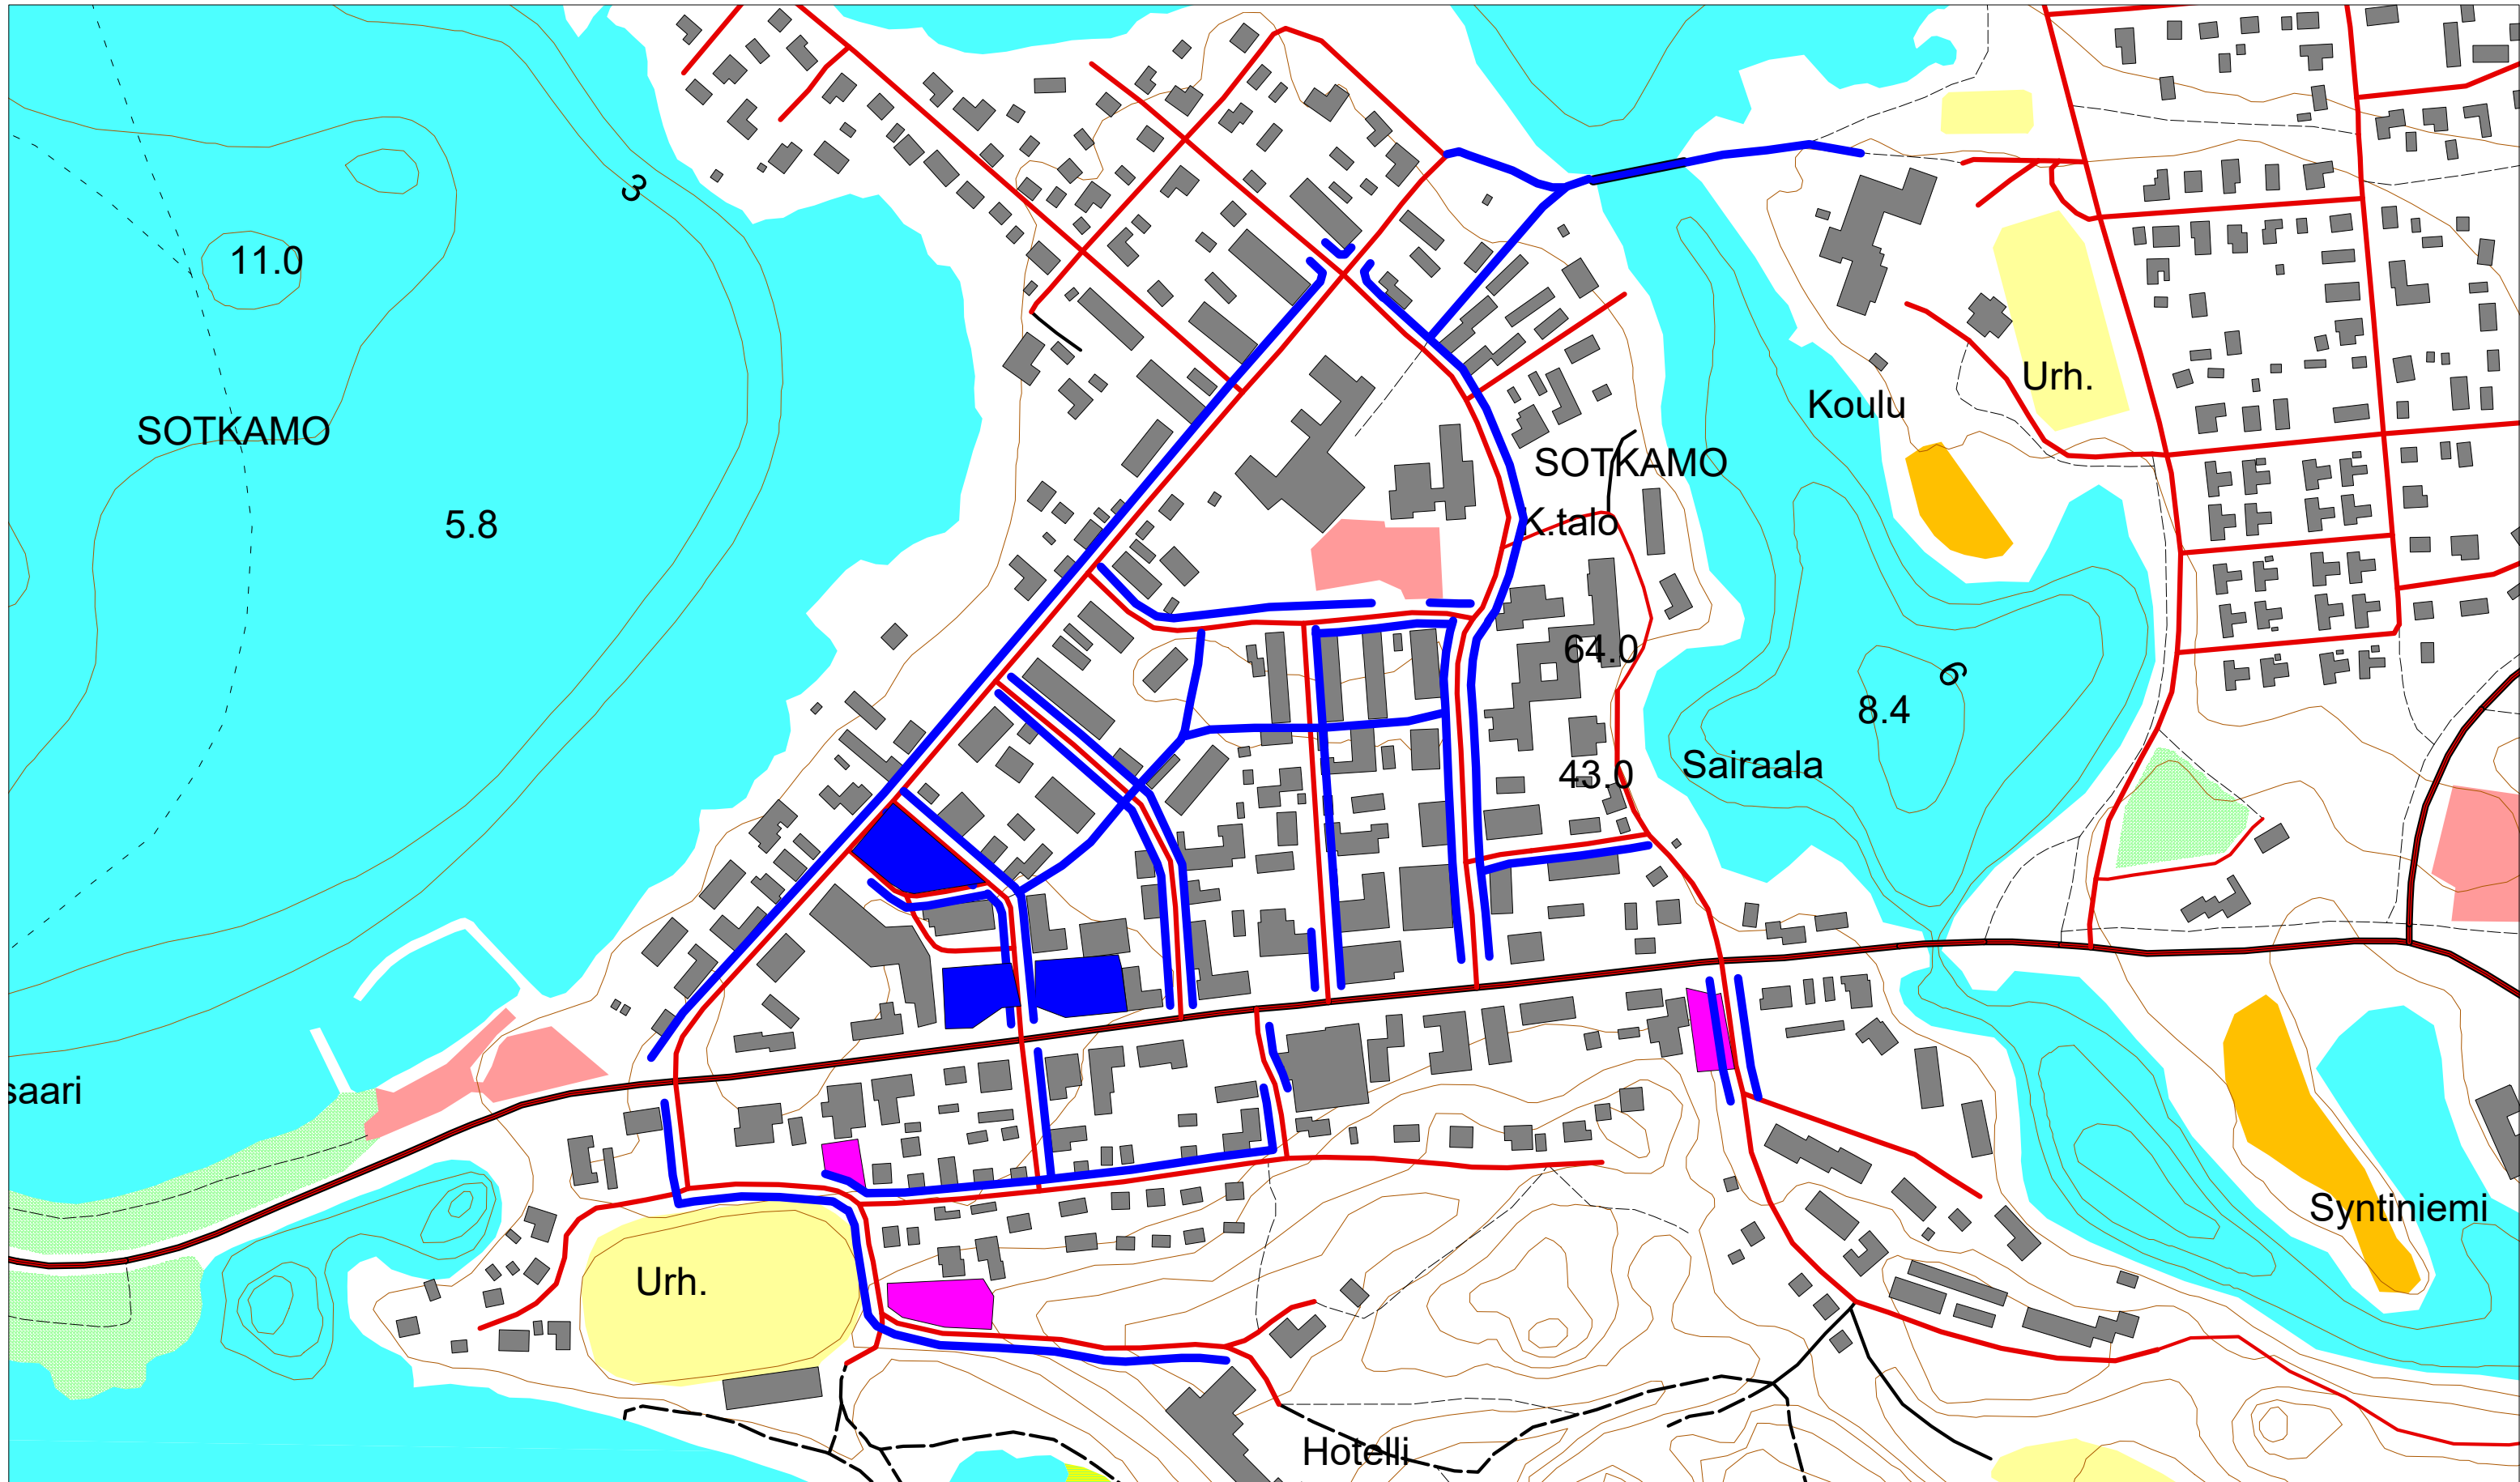 3
11.0
SOTKAMO
5.8
Koulu
Urh.
SOTKAMO
K.talo
64.0
6
8.4
43.0
Sairaala
saari
Syntiniemi
Urh.
Hotelli